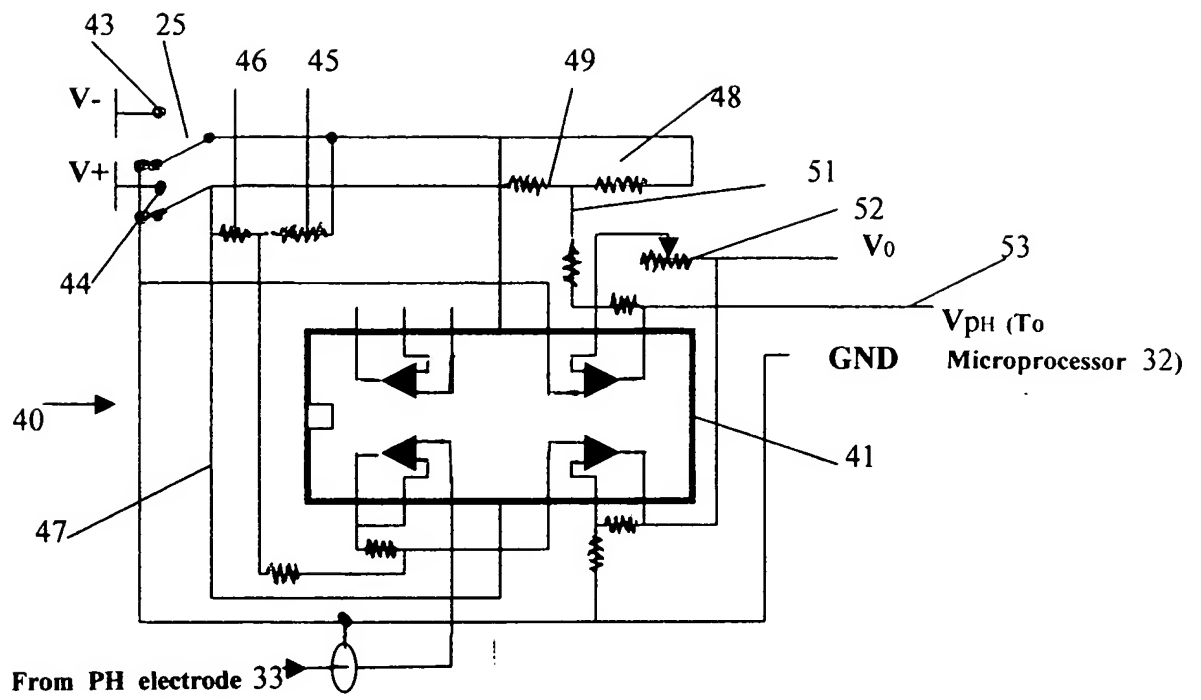 43
25
46
45
49
48
V-
V+
51
52
V0
53
44
VPH (To
GND Microprocessor 32)
40
41
47
From PH electrode 33